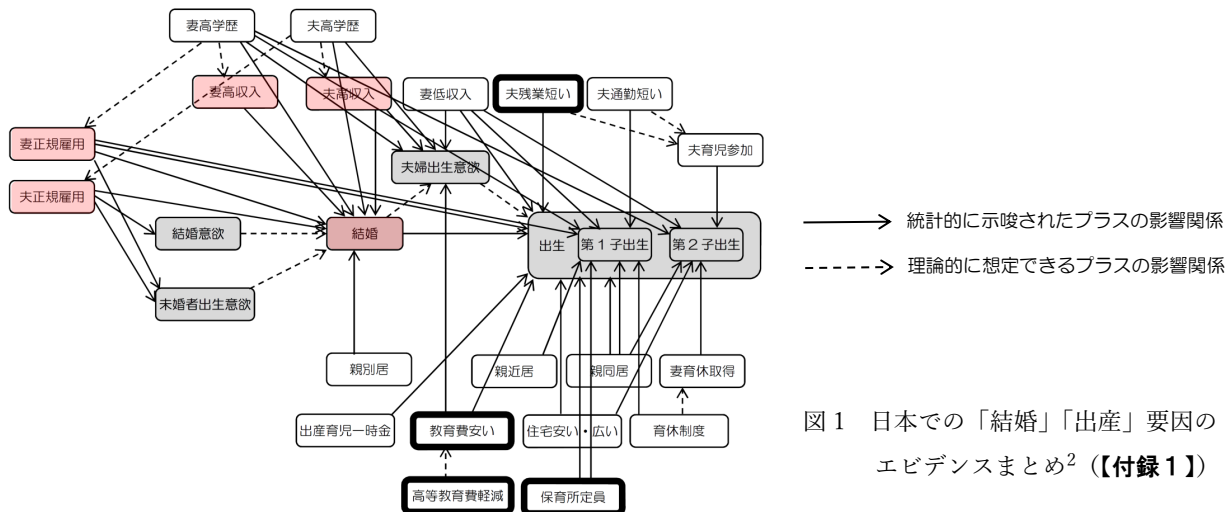 妻高学歴
夫高学歴
妻高収入
夫高収入
妻低収入
夫残業短い
夫通勤短い
妻正規雇用
夫育児参加
夫婦出生意欲
夫正規雇用
結婚意欲
結婚
出生
第1子出生
第2子出生
未婚者出生意欲
親別居
親近居
親同居
妻育休取得
出産育児一時金
教育費安い
住宅安い・広い
育休制度
高等教育費軽減
保育所定員
統計的に示唆されたプラスの影響関係
理論的に想定できるプラスの影響関係
図1 日本での「結婚」「出産」要因の
エビデンスまとめ2(【付録1】)